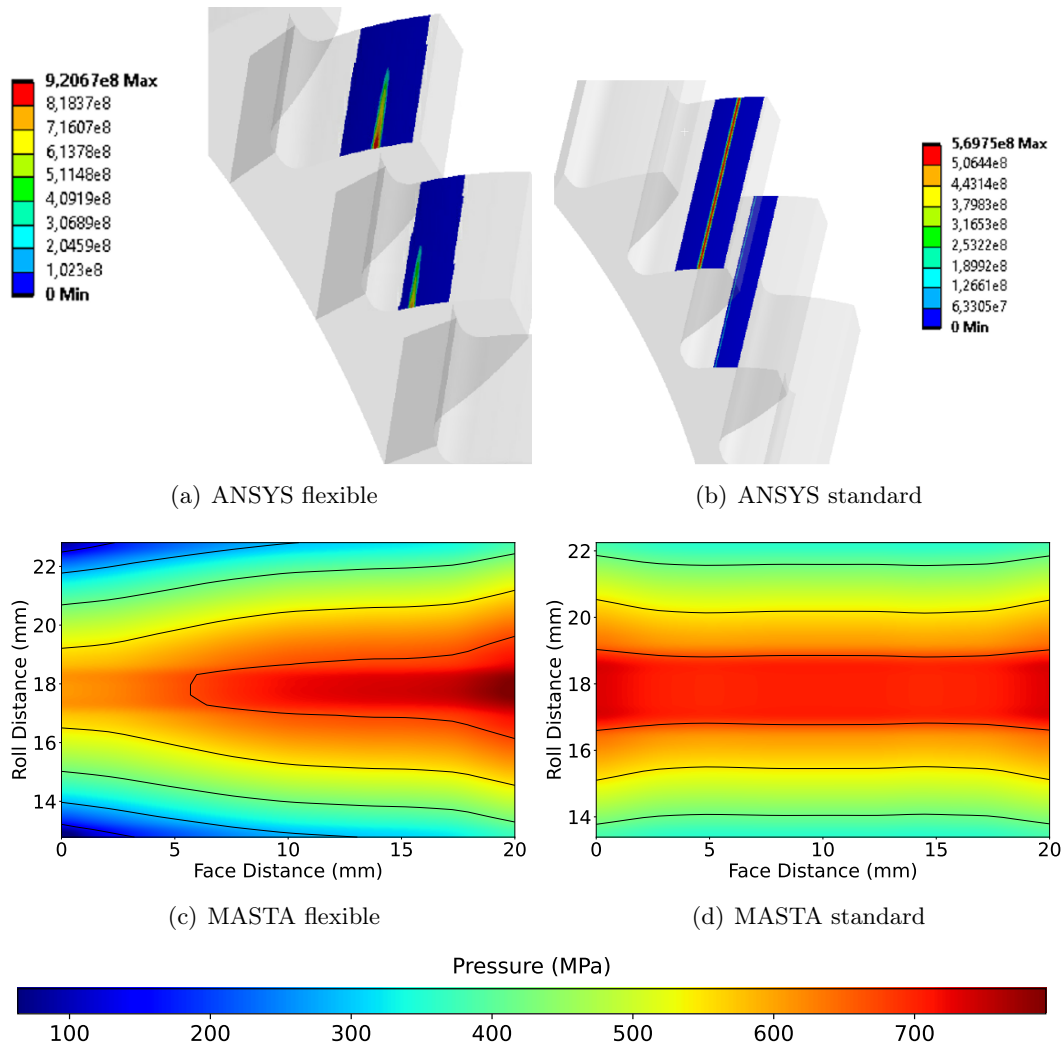 9,2067e8 Max
8,1837e8
7,1607e8
6,1378e8
5,1148e8
4,0919e8
3,0689e8
2,0459e8
1,023e8
0 Min
5,6975e8 Max
5,0644e8
4,4314e8
3,7983e8
3,1653e8
2,5322e8
1,8992e8
1,2661e8
6,3305e7
0 Min
(a) ANSYS flexible
(b) ANSYS standard
Roll Distance (mm)
22
20
18
16
14
0 5 10 15 20
Face Distance (mm)
Roll Distance (mm)
22
20
18
16
14
0 5 10 15 20
Face Distance (mm)
(c) MASTA flexible
(d) MASTA standard
Pressure (MPa)
100 200 300 400 500 600 700